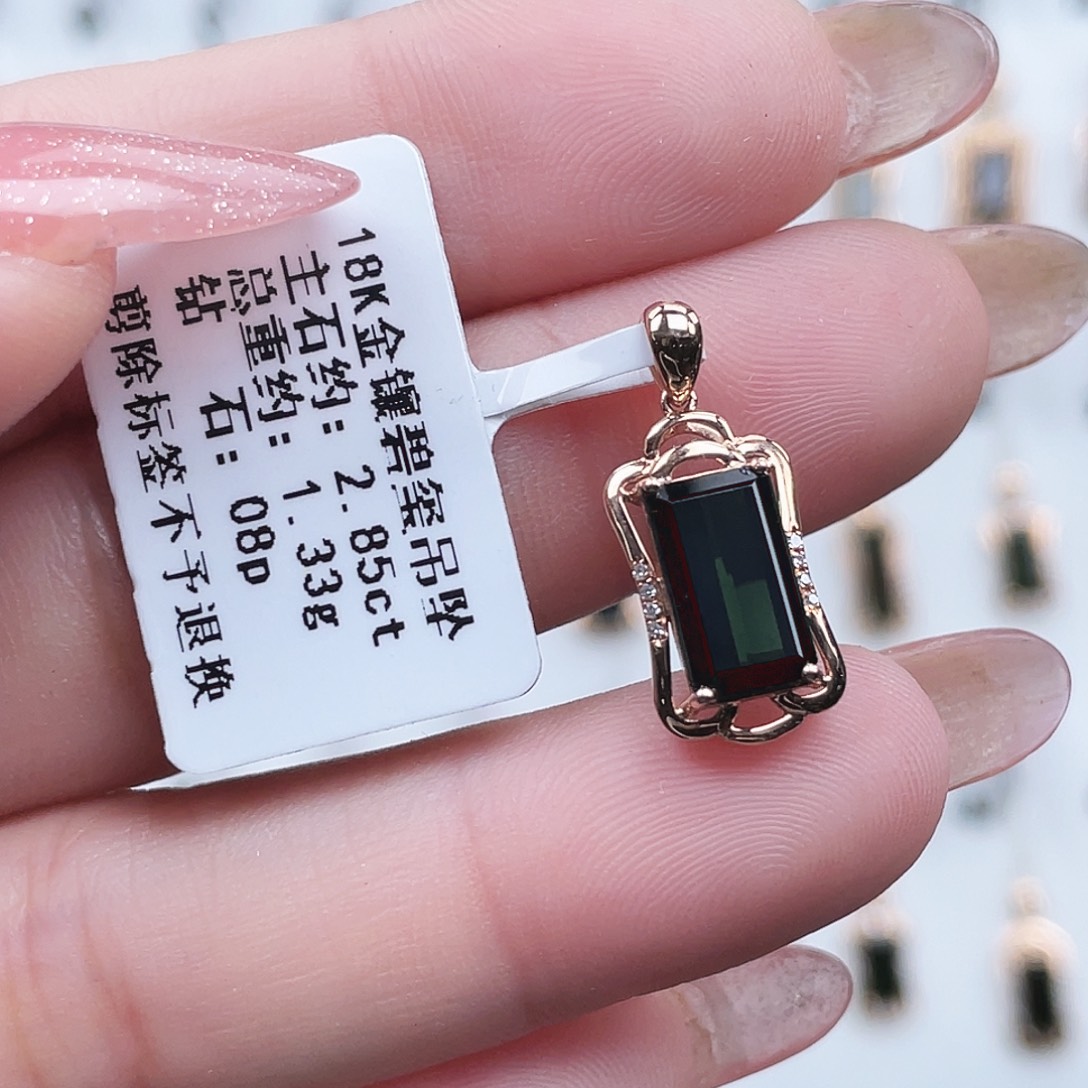 18K金镶碧玺吊坠
主石约: 2.85ct
总重约: 1.33g
钻 石: 08p
剪除标签不予退换